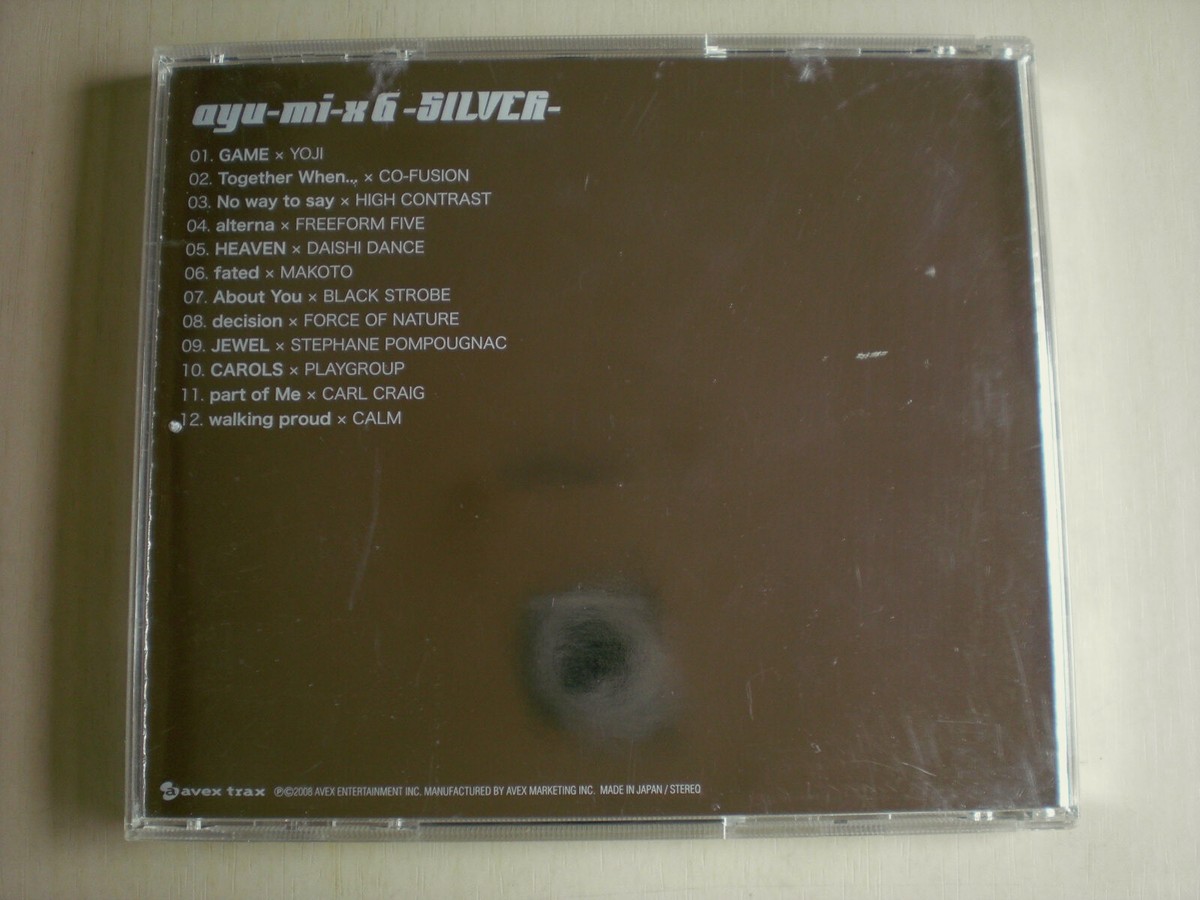 ayu-mi-x 6 -SILVER-
01. GAME × YOJI
02. Together When... × CO-FUSION
03. No way to say × HIGH CONTRAST
04. alterna × FREEFORM FIVE
05. HEAVEN × DAISHI DANCE
06. fated × MAKOTO
07. About You × BLACK STROBE
08. decision × FORCE OF NATURE
09. JEWEL × STEPHANE POMPOUGNAC
10. CAROLS × PLAYGROUP
11. part of Me × CARL CRAIG
12. walking proud × CALM
a avex trax ℗©2008 AVEX ENTERTAINMENT INC. MANUFACTURED BY AVEX MARKETING INC. MADE IN JAPAN / STEREO